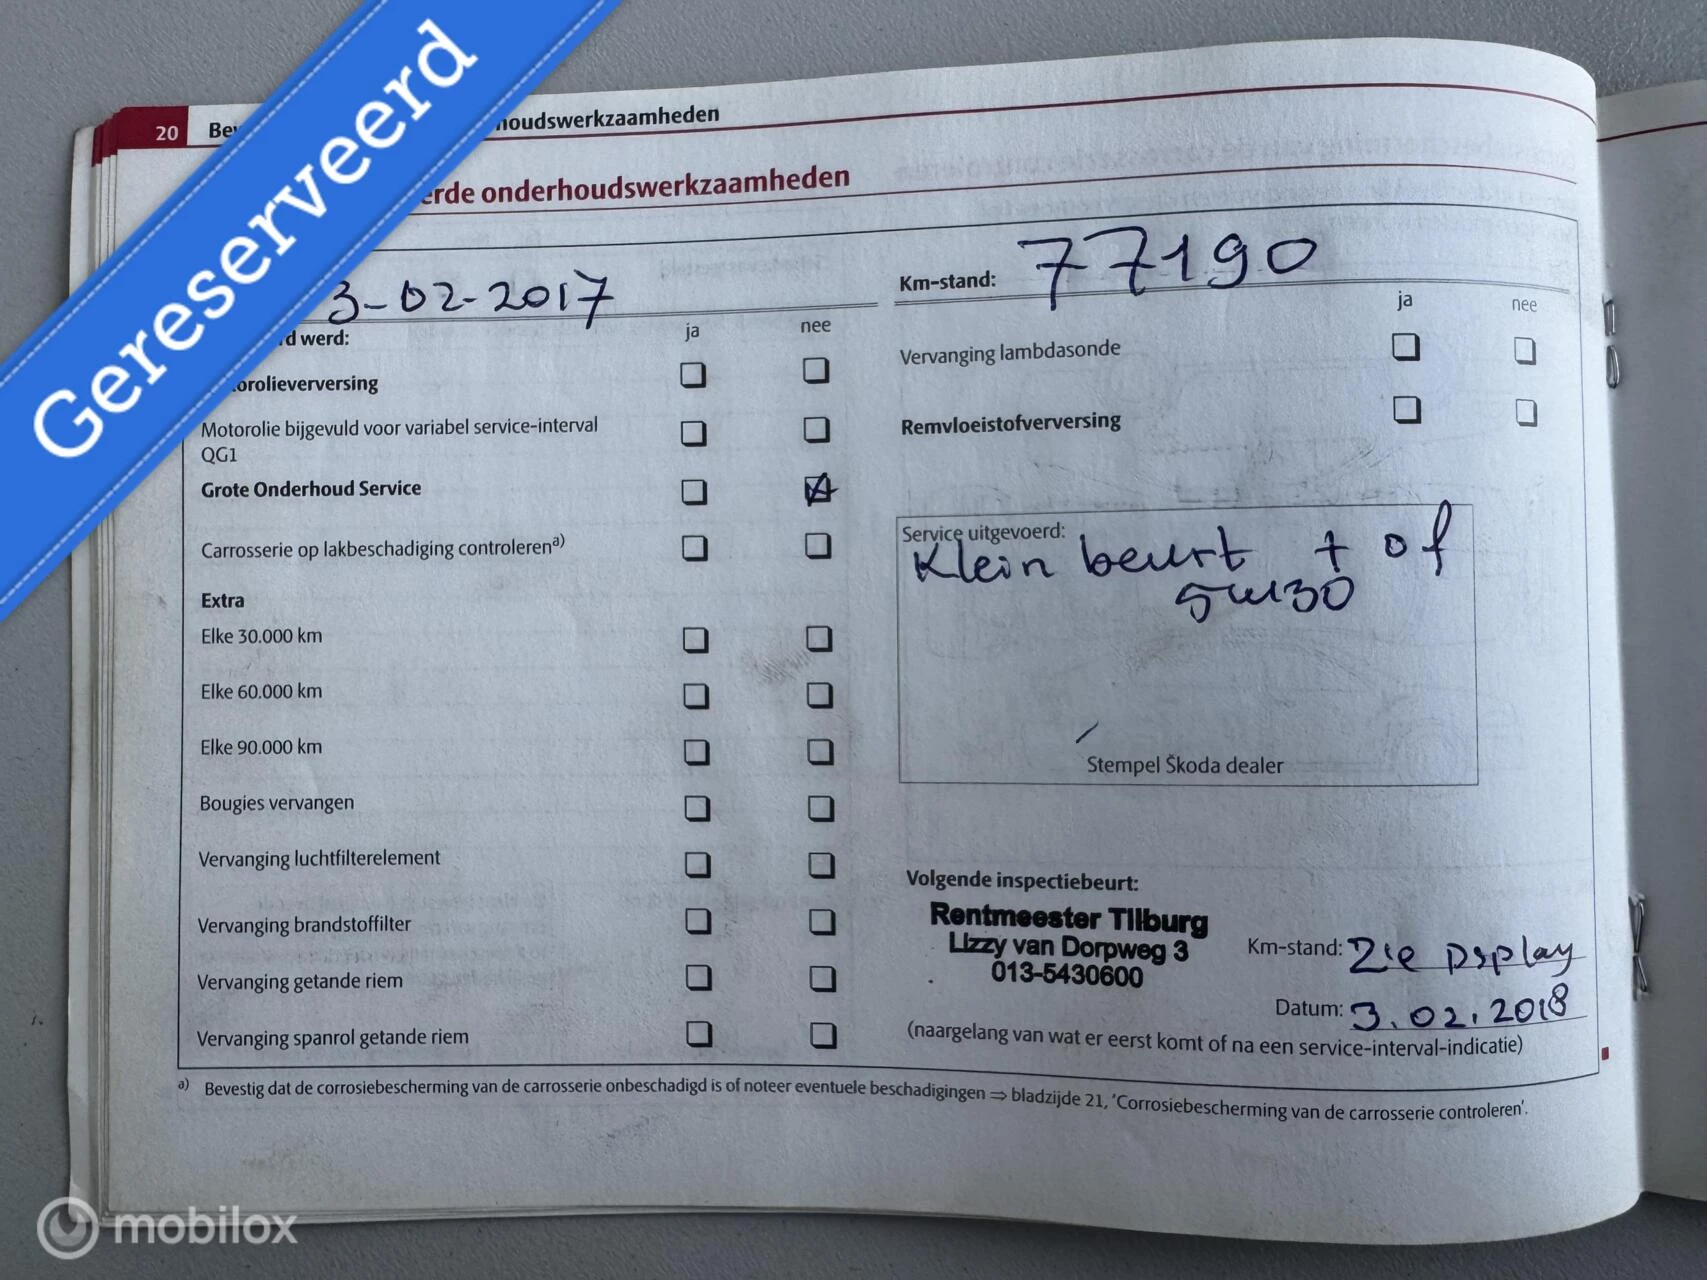 Gereserveerd
20
houdswerkzaamheden
erde onderhoudswerkzaamheden
3-02-2017
Km-stand: 77190
rd werd:
ja nee
ja nee
orolieverversing
Motorolie bijgevuld voor variabel service-interval
QG1
Grote Onderhoud Service
Carrosserie op lakbeschadiging controleren a)
Extra
Elke 30.000 km
Elke 60.000 km
Elke 90.000 km
Bougies vervangen
Vervanging luchtfilterelement
Vervanging brandstoffilter
Vervanging getande riem
Vervanging spanrol getande riem
Vervanging lambdasonde
Remvloeistofverversing
Service uitgevoerd:
Klein beurt + of
5w30
Stempel Škoda dealer
Volgende inspectiebeurt:
Rentmeester Tilburg
Lizzy van Dorpweg 3
013-5430600
Km-stand: Zie Dsplay
Datum: 3.02.2018
(naargelang van wat er eerst komt of na een service-interval-indicatie)
a) Bevestig dat de corrosiebescherming van de carrosserie onbeschadigd is of noteer eventuele beschadigingen ⇒ bladzijde 21, 'Corrosiebescherming van de carrosserie controleren'.
mobilox